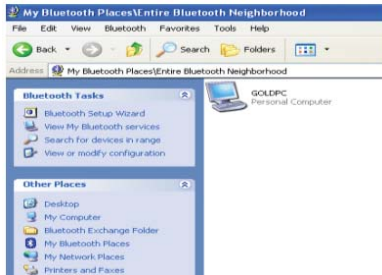 My Bluetooth Places\Entire Bluetooth Neighborhood
File Edit View Bluetooth Favorites Tools Help
Back Search Folders
Address My Bluetooth Places\Entire Bluetooth Neighborhood
Bluetooth Tasks
Bluetooth Setup Wizard
View My Bluetooth services
Search for devices in range
View or modify configuration
Other Places
Desktop
My Computer
Bluetooth Exchange Folder
My Bluetooth Places
My Network Places
Printers and Faxes
GOLDPC
Personal Computer